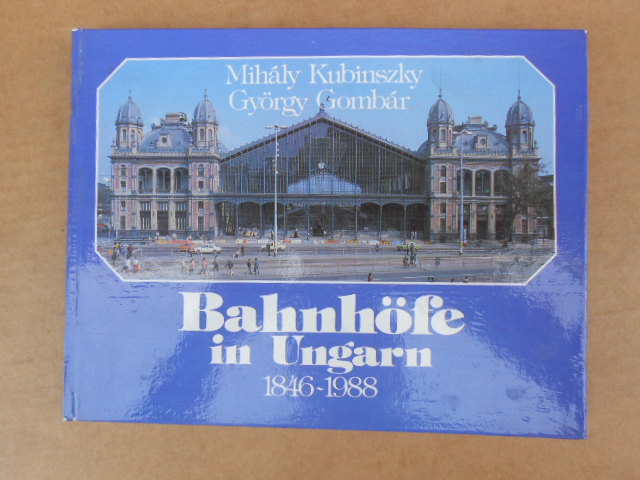 Mihály Kubinszky
György Gombár
Bahnhöfe
in Ungarn
1846-1988